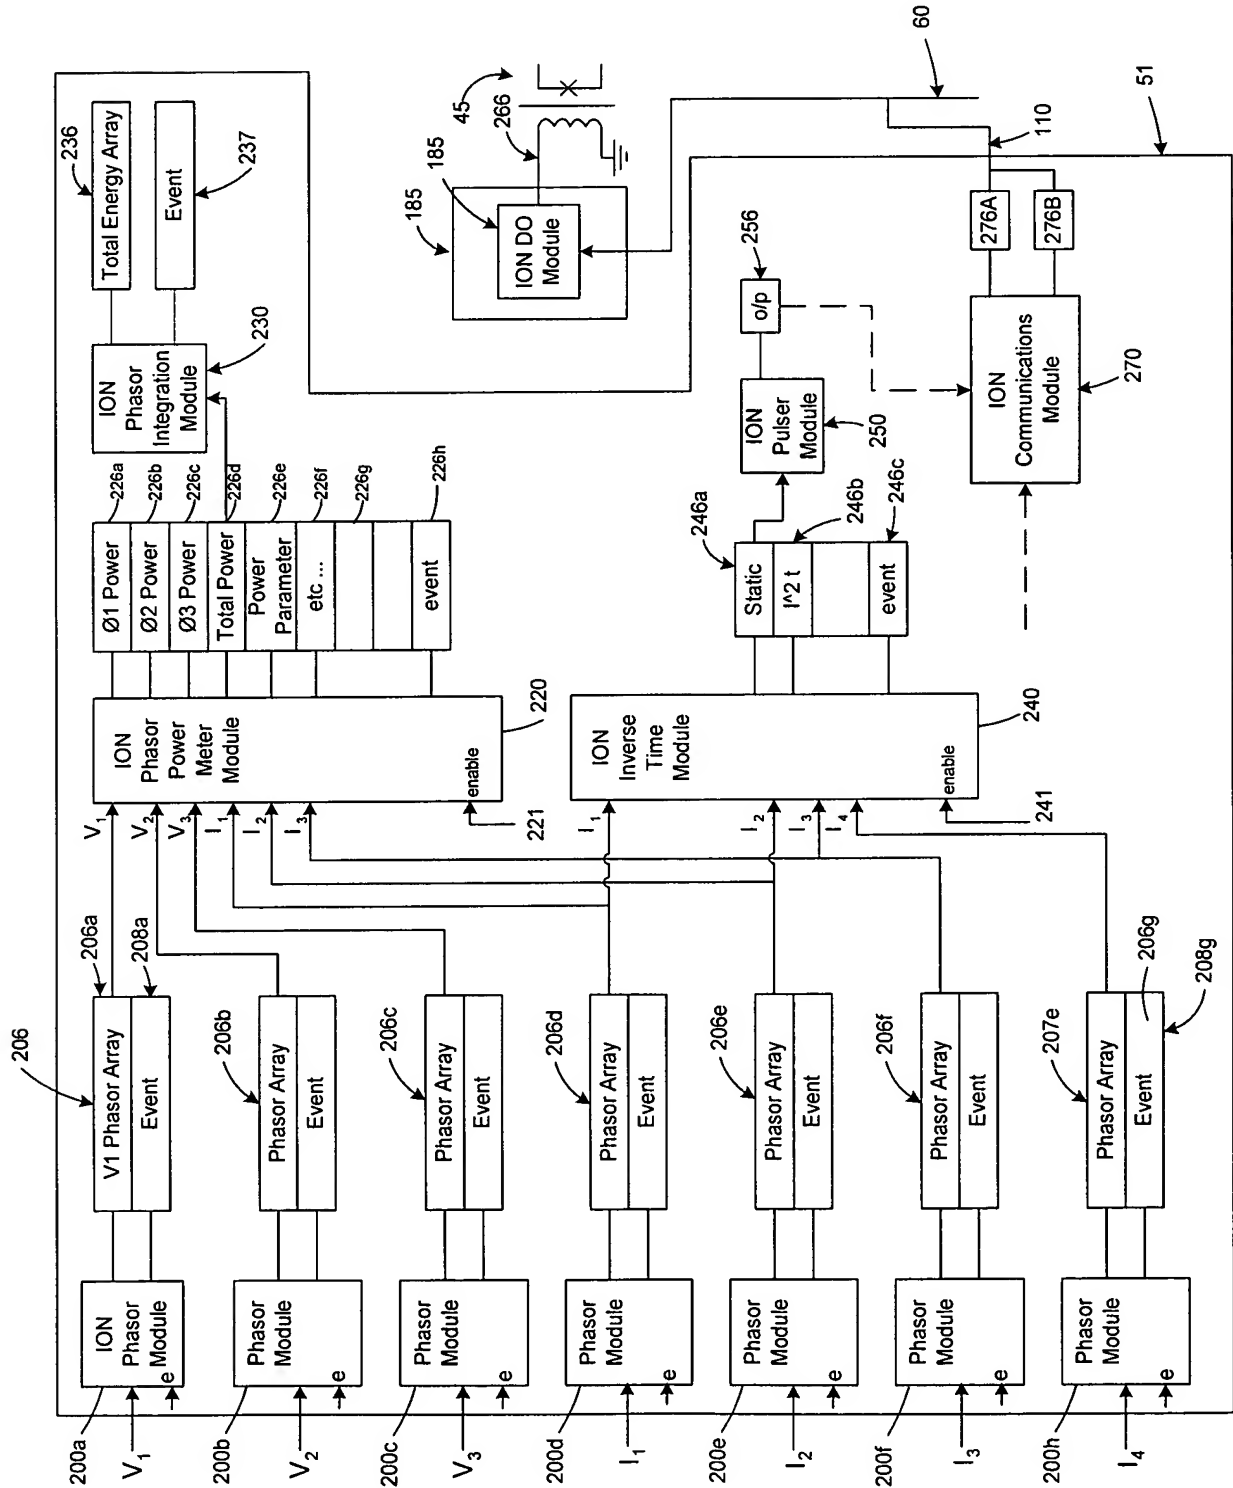 60
51
45
266
185
185
ION DO
Module
110
236
Total Energy Array
237
Event
ION
Phasor
Integration
Module
230
256
o/p
276A
276B
226a
226b
226c
226d
226e
226f
226g
226h
Ø1 Power
Ø2 Power
Ø3 Power
Total Power
Power
Parameter
etc ...
event
ION
Pulser
Module
250
ION
Communications
Module
270
246a
246b
246c
Static
I^2 t
event
ION
Phasor
Power
Meter
Module
enable
220
221
V1
V2
V3
I1
I2
I3
ION
Inverse
Time
Module
enable
240
241
I1
I2
I3
I4
206
206a
208a
V1 Phasor Array
Event
206b
Phasor Array
Event
206c
Phasor Array
Event
206d
Phasor Array
Event
206e
Phasor Array
Event
206f
Phasor Array
Event
207e
206g
208g
Phasor Array
Event
ION
Phasor
Module
e
200a
V1
Phasor
Module
e
200b
V2
Phasor
Module
e
200c
V3
Phasor
Module
e
200d
I1
Phasor
Module
e
200e
I2
Phasor
Module
e
200f
I3
Phasor
Module
e
200h
I4